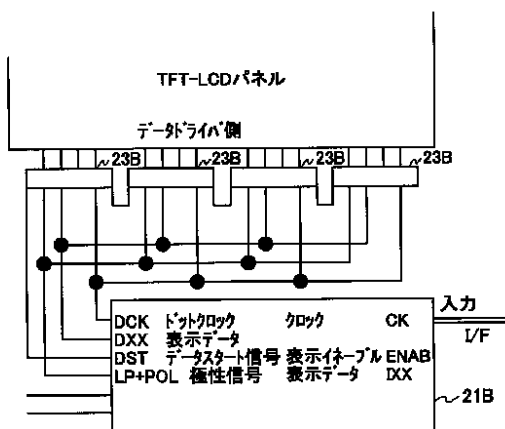 TFT-LCDパネル
データドライバ側
23B 23B 23B 23B
入力
DCK ドットクロック クロック CK
I/F
DXX 表示データ
DST データスタート信号 表示イネーブル ENAB
LP+POL 極性信号 表示データ IXX
21B